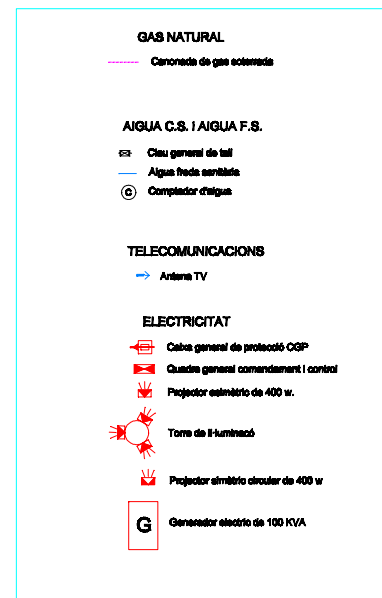 GAS NATURAL
Canonada de gas soterrada
AIGUA C.S. I AIGUA F.S.
Clau general de tall
Aigua freda sanitària
C Comptador d'aigua
TELECOMUNICACIONS
Antena TV
ELECTRICITAT
Caixa general de protecció CGP
Quadre general comandament i control
Projector asimètric de 400 w.
Torre de il·luminació
Projector simètric circular de 400 w
G Generador electric de 100 KVA